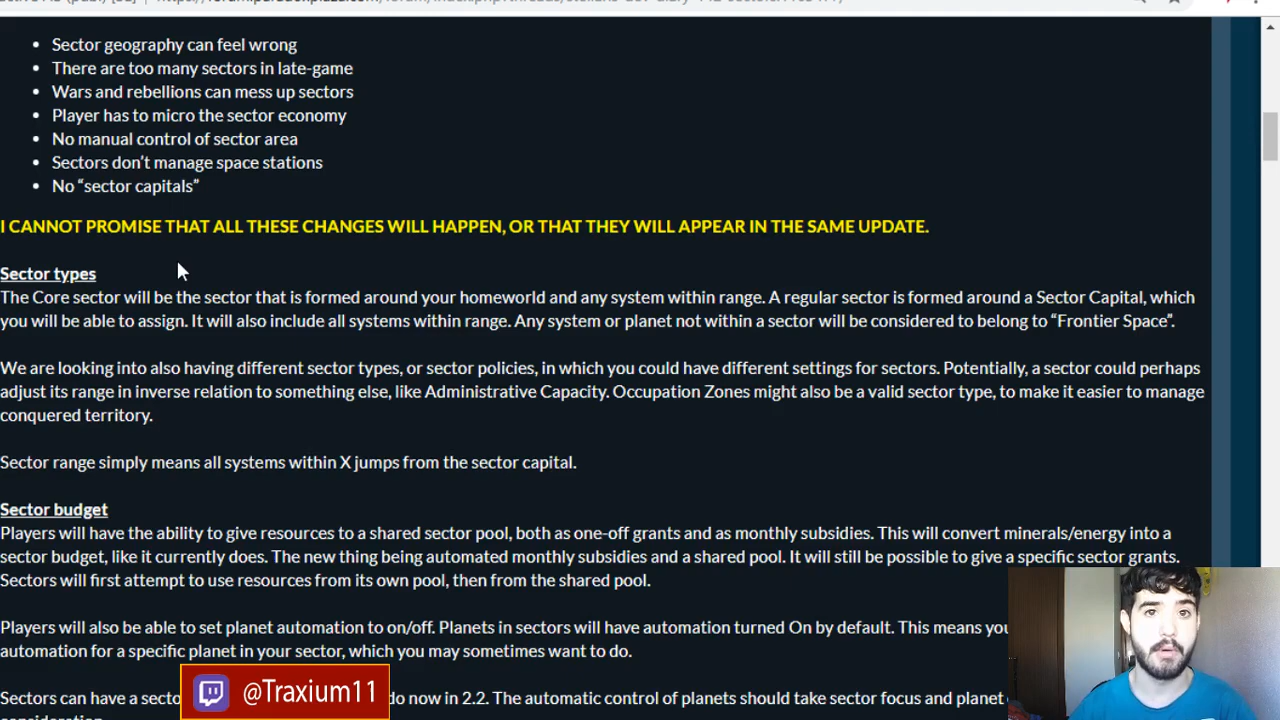 Sector geography can feel wrong
There are too many sectors in late-game
Wars and rebellions can mess up sectors
Player has to micro the sector economy
No manual control of sector area
Sectors don’t manage space stations
No “sector capitals”
I CANNOT PROMISE THAT ALL THESE CHANGES WILL HAPPEN, OR THAT THEY WILL APPEAR IN THE SAME UPDATE.
Sector types
The Core sector will be the sector that is formed around your homeworld and any system within range. A regular sector is formed around a Sector Capital, which
you will be able to assign. It will also include all systems within range. Any system or planet not within a sector will be considered to belong to “Frontier Space”.
We are looking into also having different sector types, or sector policies, in which you could have different settings for sectors. Potentially, a sector could perhaps
adjust its range in inverse relation to something else, like Administrative Capacity. Occupation Zones might also be a valid sector type, to make it easier to manage
conquered territory.
Sector range simply means all systems within X jumps from the sector capital.
Sector budget
Players will have the ability to give resources to a shared sector pool, both as one-off grants and as monthly subsidies. This will convert minerals/energy into a
sector budget, like it currently does. The new thing being automated monthly subsidies and a shared pool. It will still be possible to give a specific sector grants.
Sectors will first attempt to use resources from its own pool, then from the shared pool.
Players will also be able to set planet automation to on/off. Planets in sectors will have automation turned On by default. This means you
automation for a specific planet in your sector, which you may sometimes want to do.
Sectors can have a secto do now in 2.2. The automatic control of planets should take sector focus and planet
@Traxium11